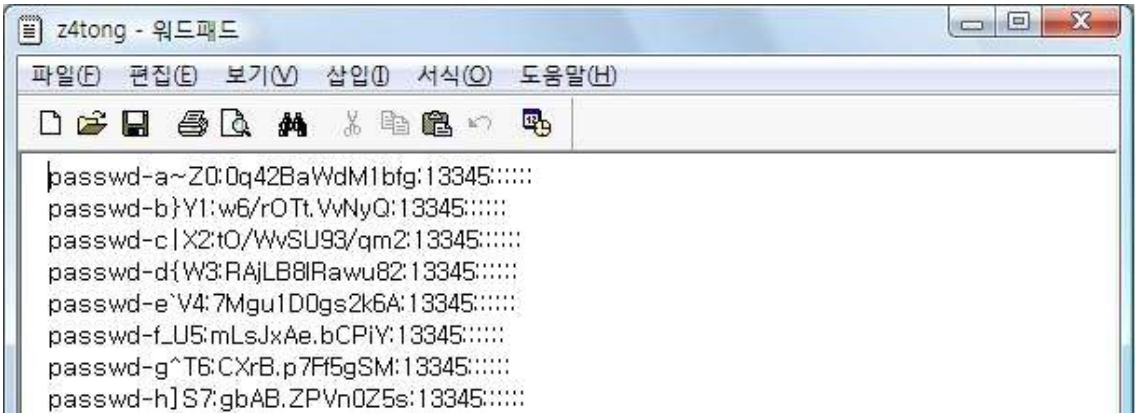 z4tong - 워드패드
파일(F) 편집(E) 보기(V) 삽입(I) 서식(O) 도움말(H)
passwd-a~Z0:0q42BaWdM1bfg:13345::::::
passwd-b}Y1:w6/rOTt.VvNyQ:13345::::::
passwd-c|X2:tO/WvSU93/qm2:13345::::::
passwd-d{W3:RAjLB8IRawu82:13345::::::
passwd-e`V4:7Mgu1D0gs2k6A:13345::::::
passwd-f_U5:mLsJxAe.bCPiY:13345::::::
passwd-g^T6:CXrB.p7Ff5gSM:13345::::::
passwd-h]S7:gbAB.ZPVn0Z5s:13345::::::